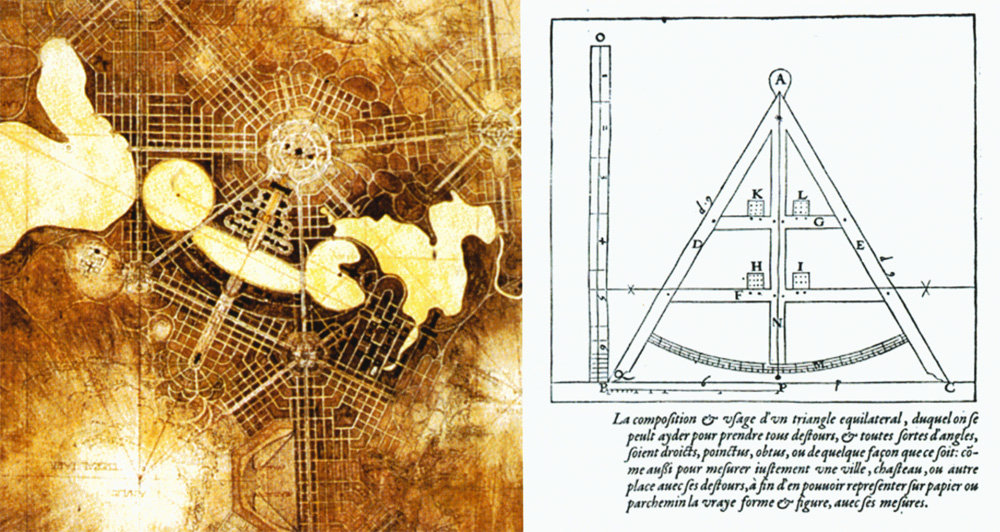 O
A
K L
G
D E
H I
F
N
M
Q
B P C
La composition & vsage d'vn triangle equilateral, duquel on se
peult ayder pour prendre tous destours, & toutes sortes d'angles,
soient droicts, poinctus, obtus, ou de quelque façon que ce soit: cō-
me aussi pour mesurer iustement vne ville, chasteau, ou autre
place auec ses destours, à fin d'en pouuoir representer sur papier ou
parchemin la vraye forme & figure, auec ses mesures.